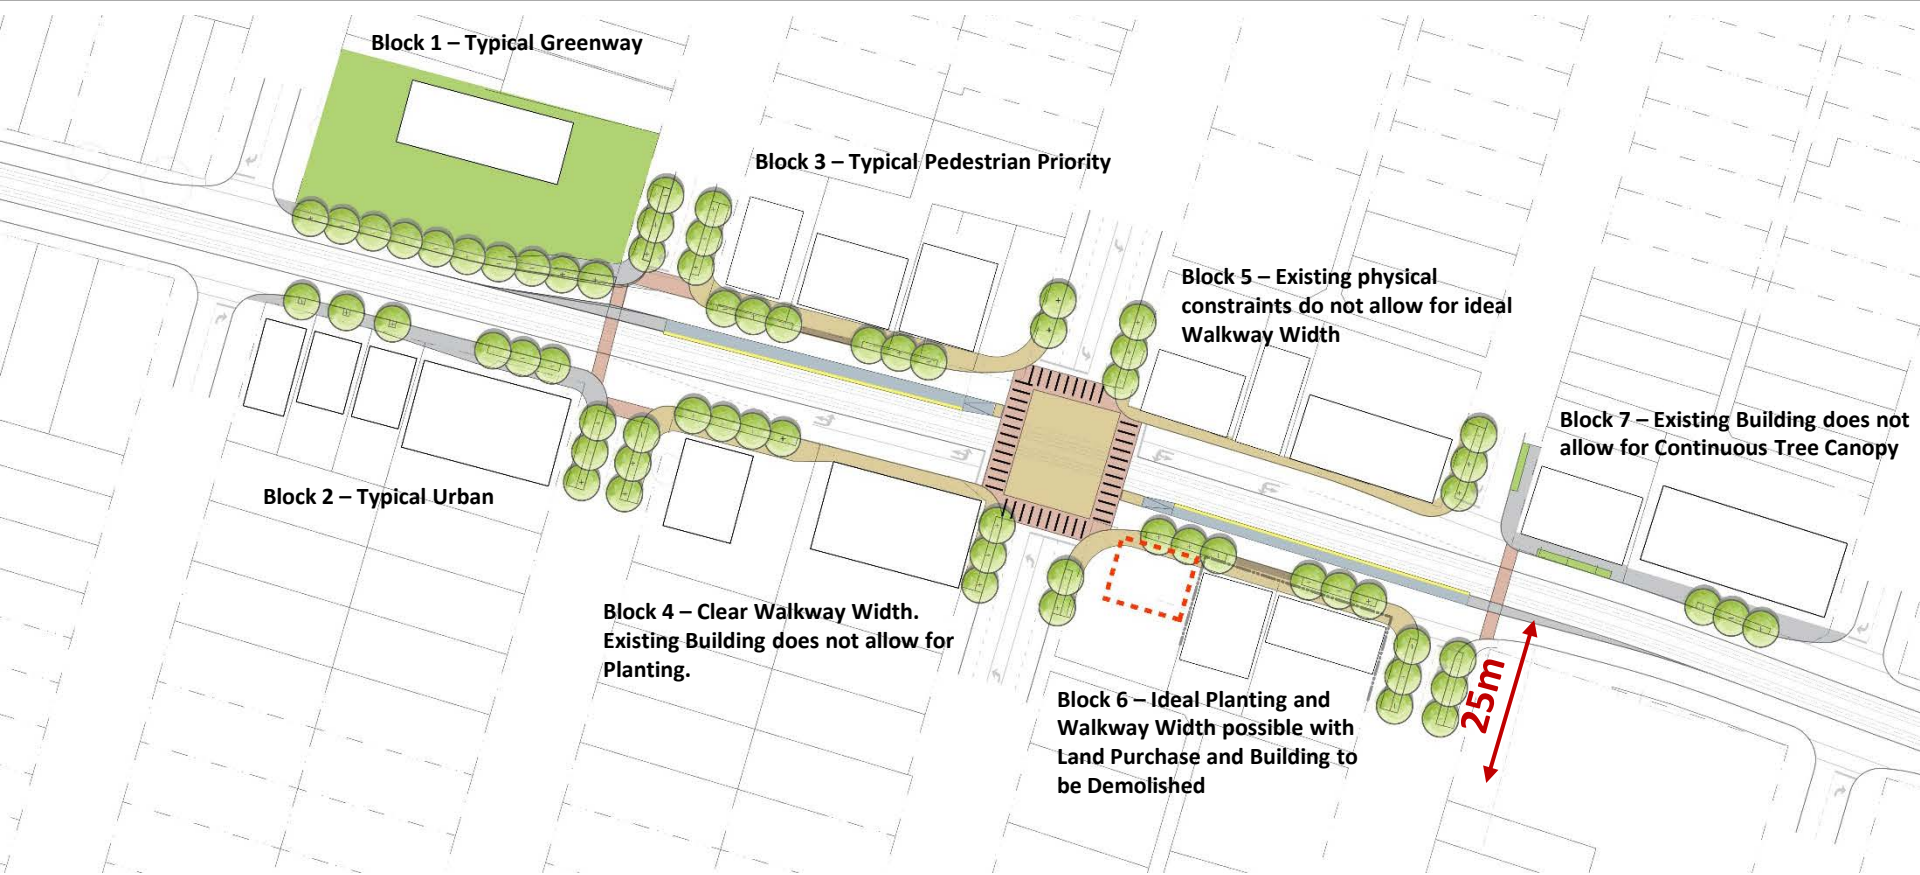 Block 1 – Typical Greenway
Block 3 – Typical Pedestrian Priority
Block 5 – Existing physical
constraints do not allow for ideal
Walkway Width
Block 7 – Existing Building does not
allow for Continuous Tree Canopy
Block 2 – Typical Urban
Block 4 – Clear Walkway Width.
Existing Building does not allow for
Planting.
Block 6 – Ideal Planting and
Walkway Width possible with
Land Purchase and Building to
be Demolished
25m